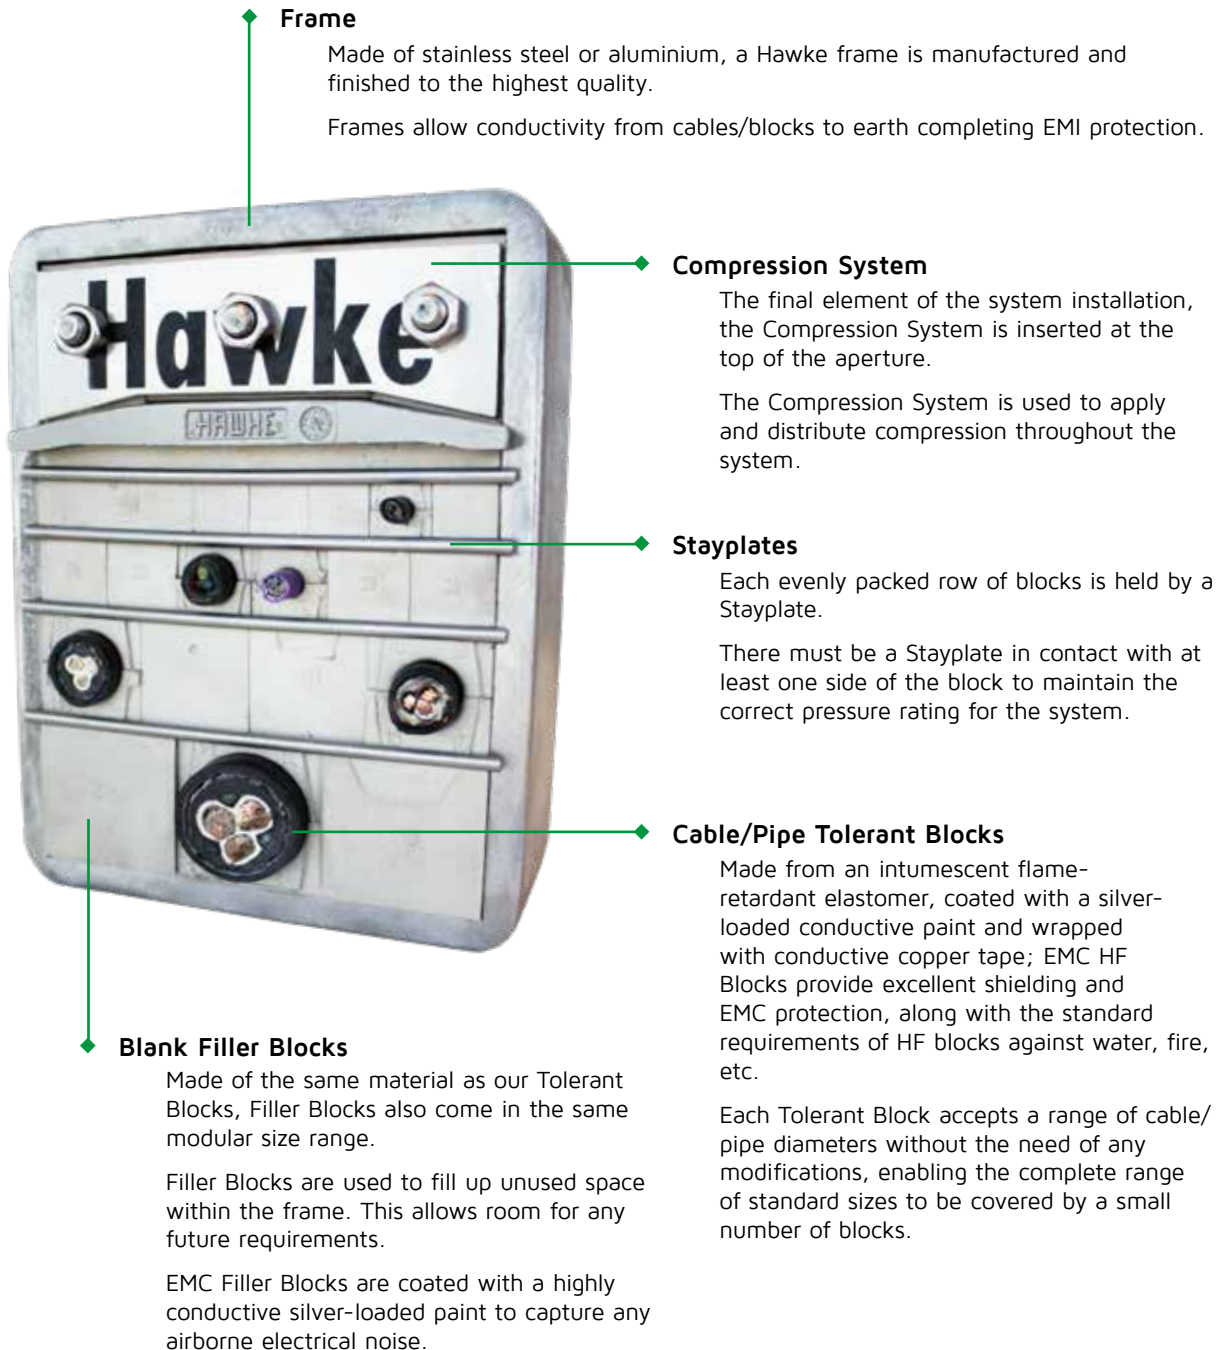 Frame
Made of stainless steel or aluminium, a Hawke frame is manufactured and
finished to the highest quality.
Frames allow conductivity from cables/blocks to earth completing EMI protection.
Hawke
HAWKE
Compression System
The final element of the system installation,
the Compression System is inserted at the
top of the aperture.
The Compression System is used to apply
and distribute compression throughout the
system.
Stayplates
Each evenly packed row of blocks is held by a
Stayplate.
There must be a Stayplate in contact with at
least one side of the block to maintain the
correct pressure rating for the system.
Cable/Pipe Tolerant Blocks
Made from an intumescent flame-
retardant elastomer, coated with a silver-
loaded conductive paint and wrapped
with conductive copper tape; EMC HF
Blocks provide excellent shielding and
EMC protection, along with the standard
requirements of HF blocks against water, fire,
etc.
Each Tolerant Block accepts a range of cable/
pipe diameters without the need of any
modifications, enabling the complete range
of standard sizes to be covered by a small
number of blocks.
Blank Filler Blocks
Made of the same material as our Tolerant
Blocks, Filler Blocks also come in the same
modular size range.
Filler Blocks are used to fill up unused space
within the frame. This allows room for any
future requirements.
EMC Filler Blocks are coated with a highly
conductive silver-loaded paint to capture any
airborne electrical noise.